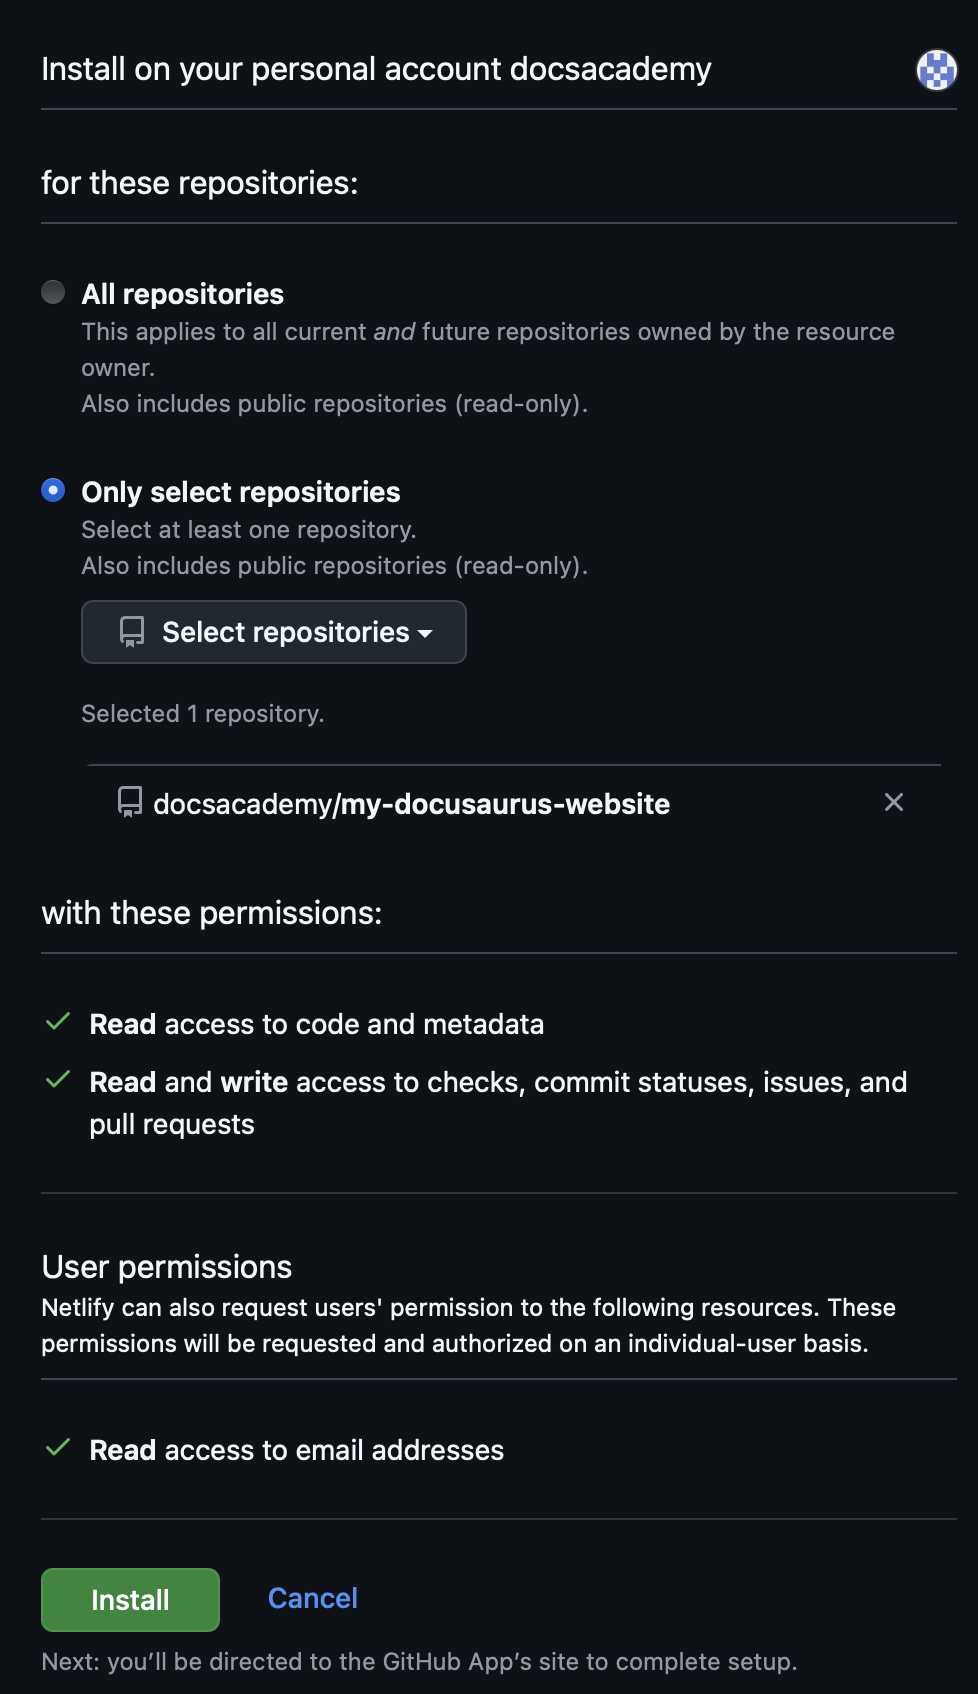 Install on your personal account docsacademy
for these repositories:
All repositories
This applies to all current and future repositories owned by the resource
owner.
Also includes public repositories (read-only).
Only select repositories
Select at least one repository.
Also includes public repositories (read-only).
Select repositories
Selected 1 repository.
docsacademy/my-docusaurus-website
with these permissions:
Read access to code and metadata
Read and write access to checks, commit statuses, issues, and
pull requests
User permissions
Netlify can also request users' permission to the following resources. These
permissions will be requested and authorized on an individual-user basis.
Read access to email addresses
Install Cancel
Next: you’ll be directed to the GitHub App’s site to complete setup.